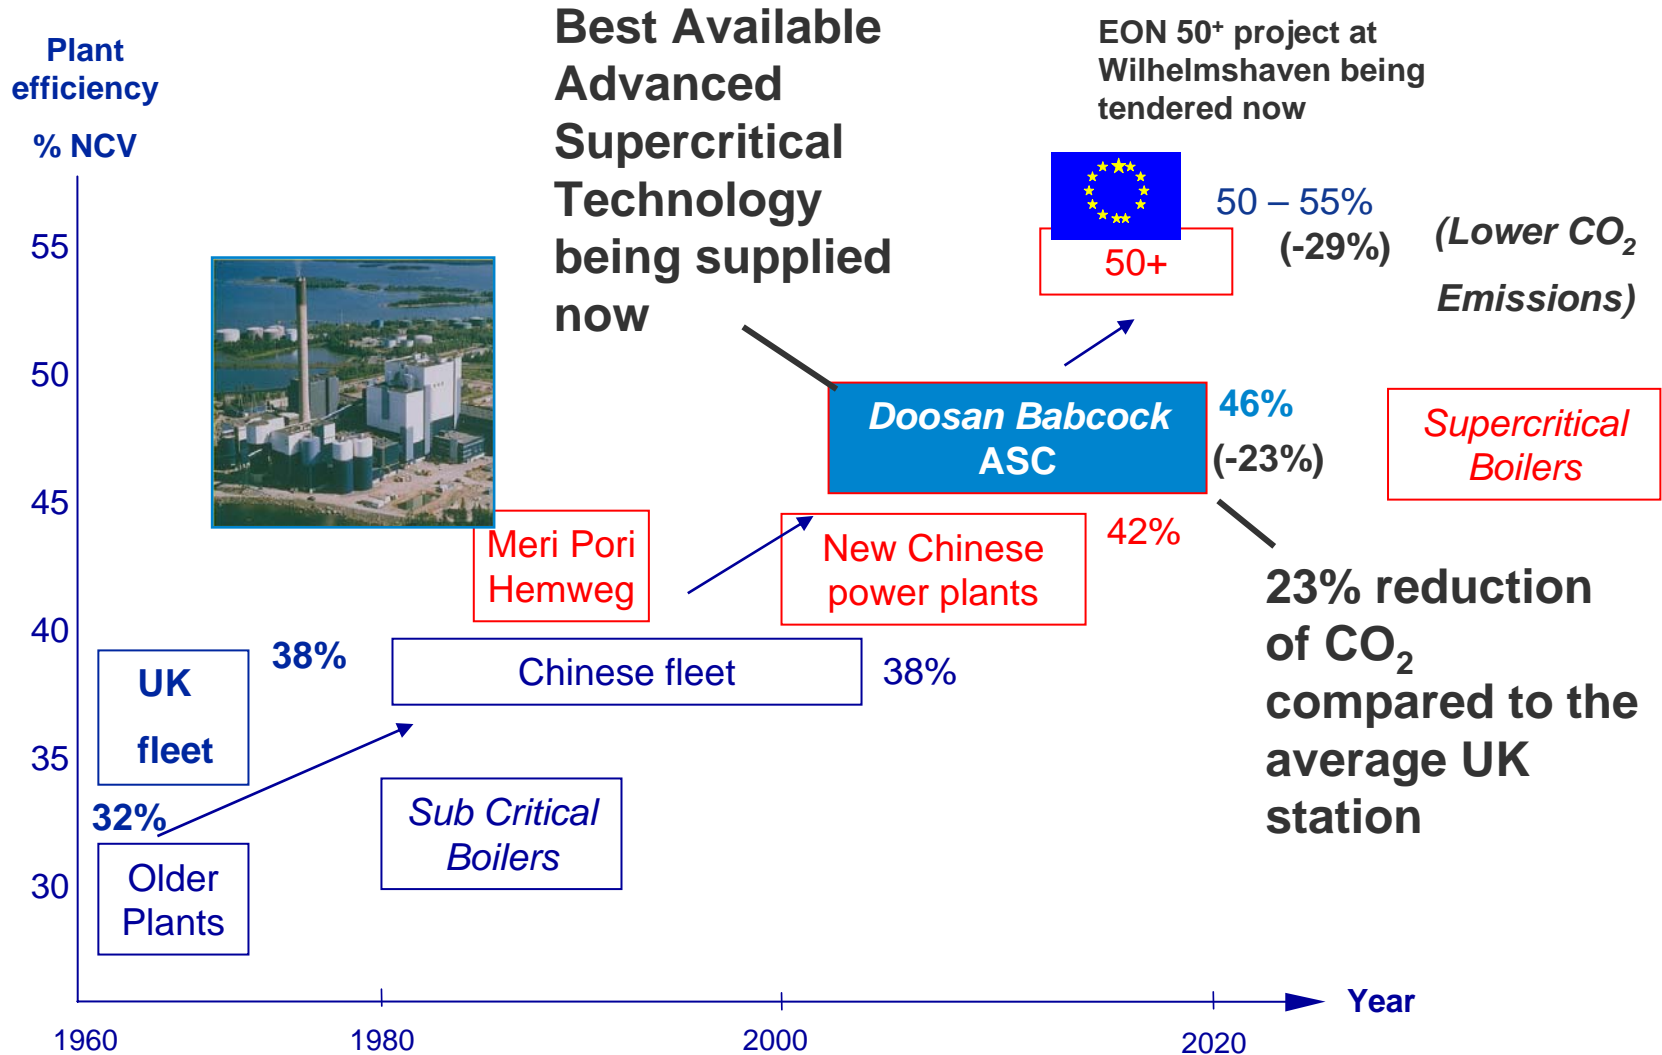 Plant
efficiency
% NCV
Best Available
Advanced
Supercritical
Technology
being supplied
now
EON 50⁺ project at
Wilhelmshaven being
tendered now
50 – 55%
(-29%)
(Lower CO₂
Emissions)
50+
55
50
45
40
35
30
Doosan Babcock
ASC
46%
(-23%)
Supercritical
Boilers
Meri Pori
Hemweg
New Chinese
power plants
42%
23% reduction
of CO₂
compared to the
average UK
station
UK
fleet
38%
Chinese fleet
38%
32%
Older
Plants
Sub Critical
Boilers
Year
1960
1980
2000
2020